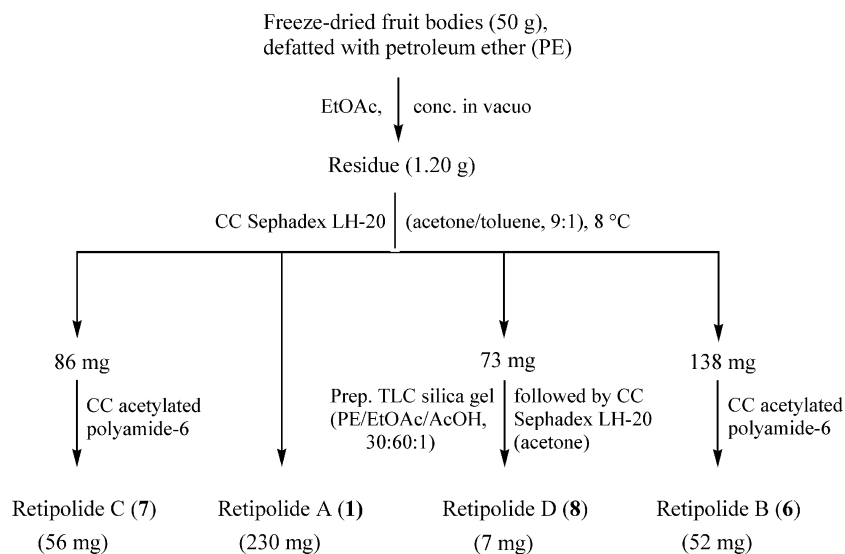 Freeze-dried fruit bodies (50 g),
defatted with petroleum ether (PE)
EtOAc, conc. in vacuo
Residue (1.20 g)
CC Sephadex LH-20 (acetone/toluene, 9:1), 8 °C
86 mg
CC acetylated
polyamide-6
73 mg
Prep. TLC silica gel
(PE/EtOAc/AcOH,
30:60:1)
followed by CC
Sephadex LH-20
(acetone)
138 mg
CC acetylated
polyamide-6
Retipolide C (7)
(56 mg)
Retipolide A (1)
(230 mg)
Retipolide D (8)
(7 mg)
Retipolide B (6)
(52 mg)